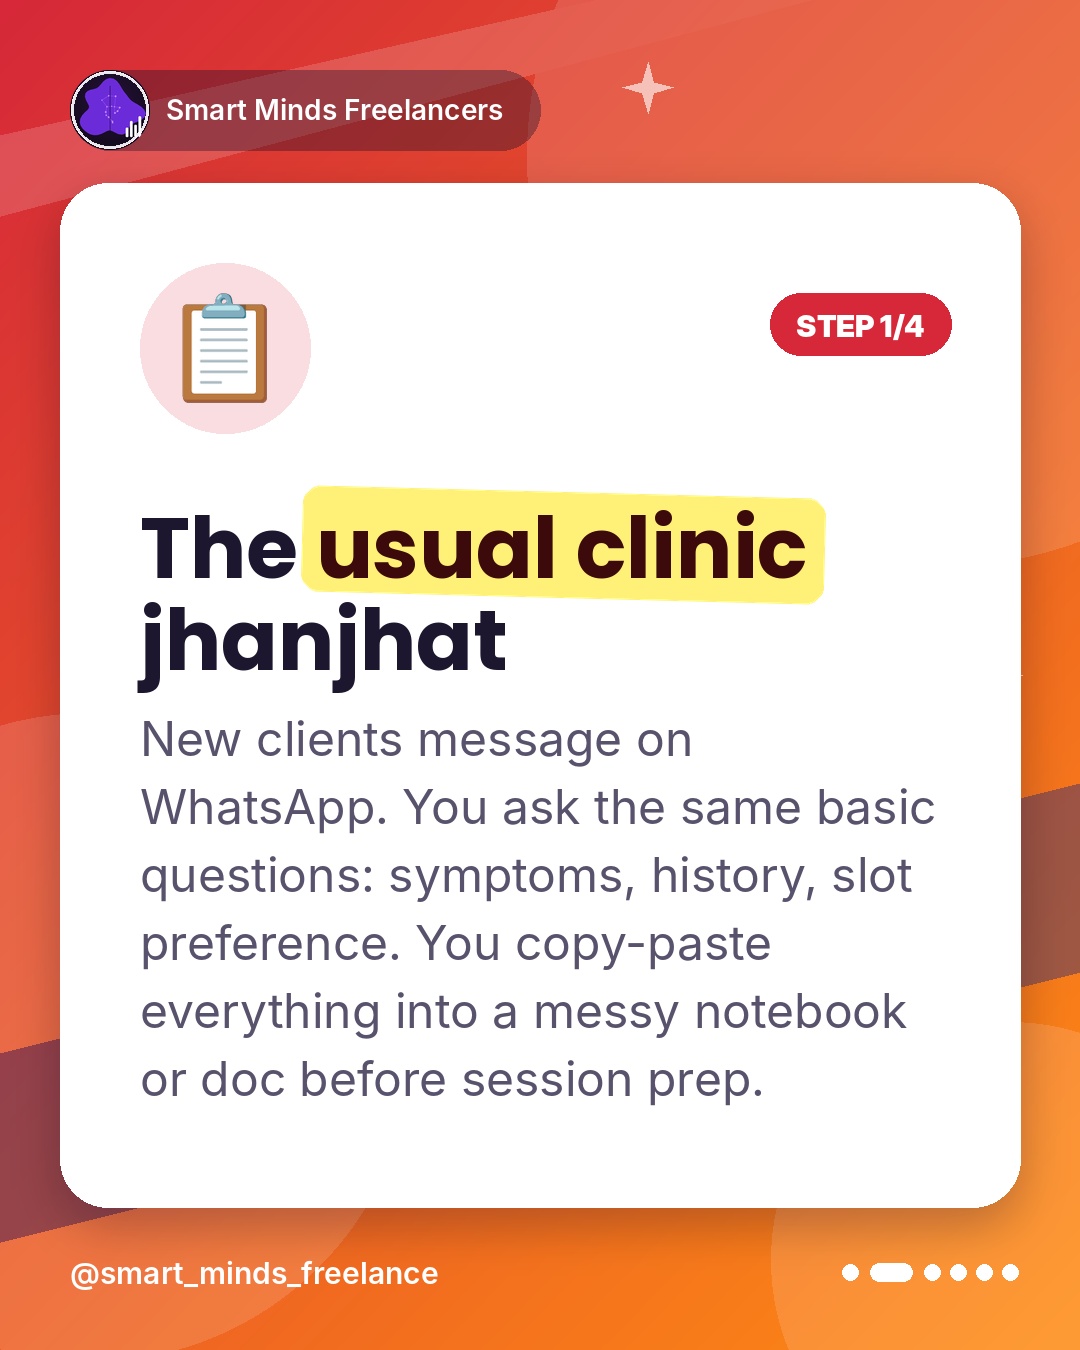 Smart Minds Freelancers
STEP 1/4
The usual clinic
jhanjhat
New clients message on
WhatsApp. You ask the same basic
questions: symptoms, history, slot
preference. You copy-paste
everything into a messy notebook
or doc before session prep.
@smart_minds_freelance